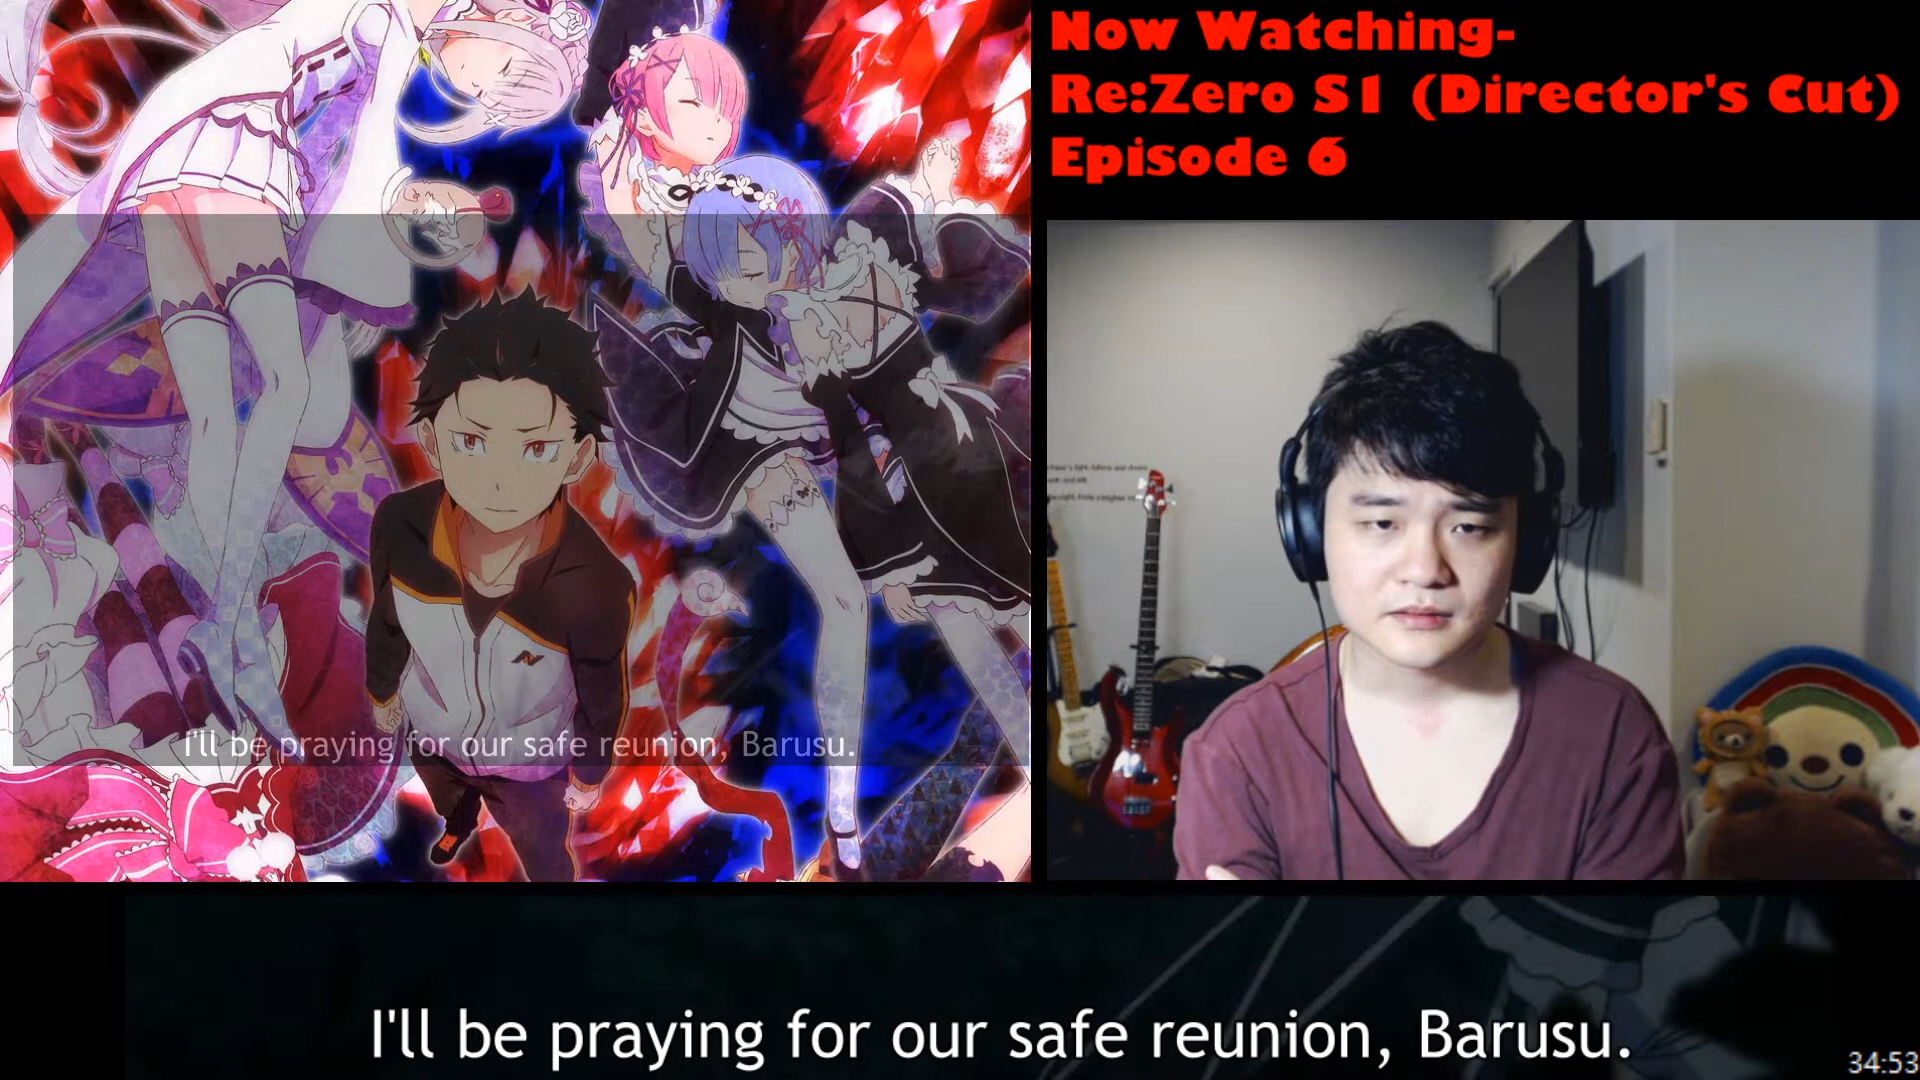 Now Watching-
Re:Zero S1 (Director's Cut)
Episode 6
I'll be praying for our safe reunion, Barusu.
I'll be praying for our safe reunion, Barusu.
34:53